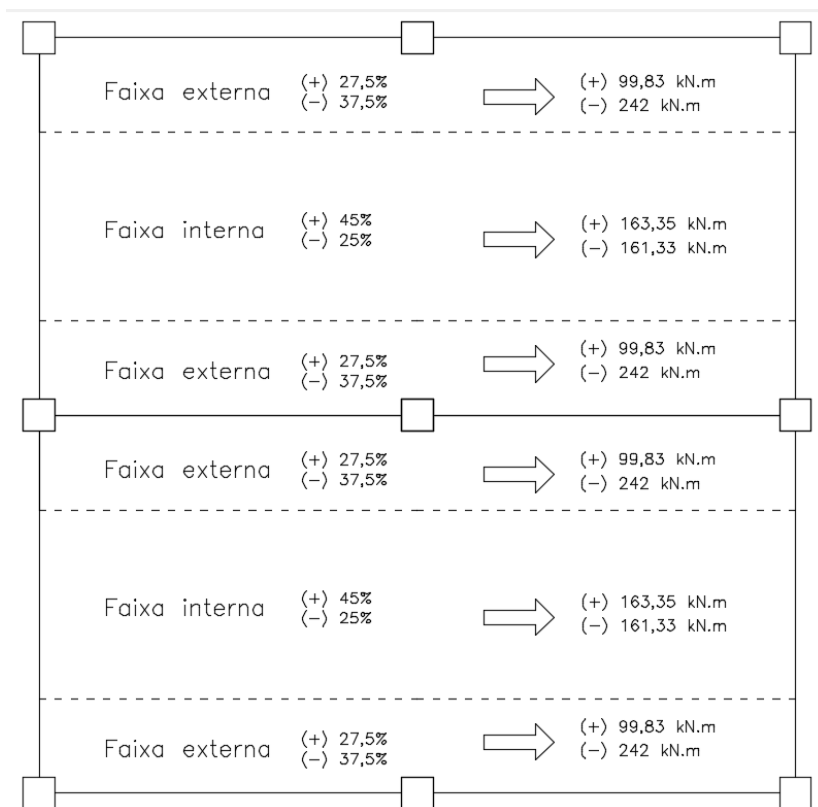 Faixa externa (+) 27,5% (+) 99,83 kN.m
(−) 37,5% (−) 242 kN.m
Faixa interna (+) 45% (+) 163,35 kN.m
(−) 25% (−) 161,33 kN.m
Faixa externa (+) 27,5% (+) 99,83 kN.m
(−) 37,5% (−) 242 kN.m
Faixa externa (+) 27,5% (+) 99,83 kN.m
(−) 37,5% (−) 242 kN.m
Faixa interna (+) 45% (+) 163,35 kN.m
(−) 25% (−) 161,33 kN.m
Faixa externa (+) 27,5% (+) 99,83 kN.m
(−) 37,5% (−) 242 kN.m